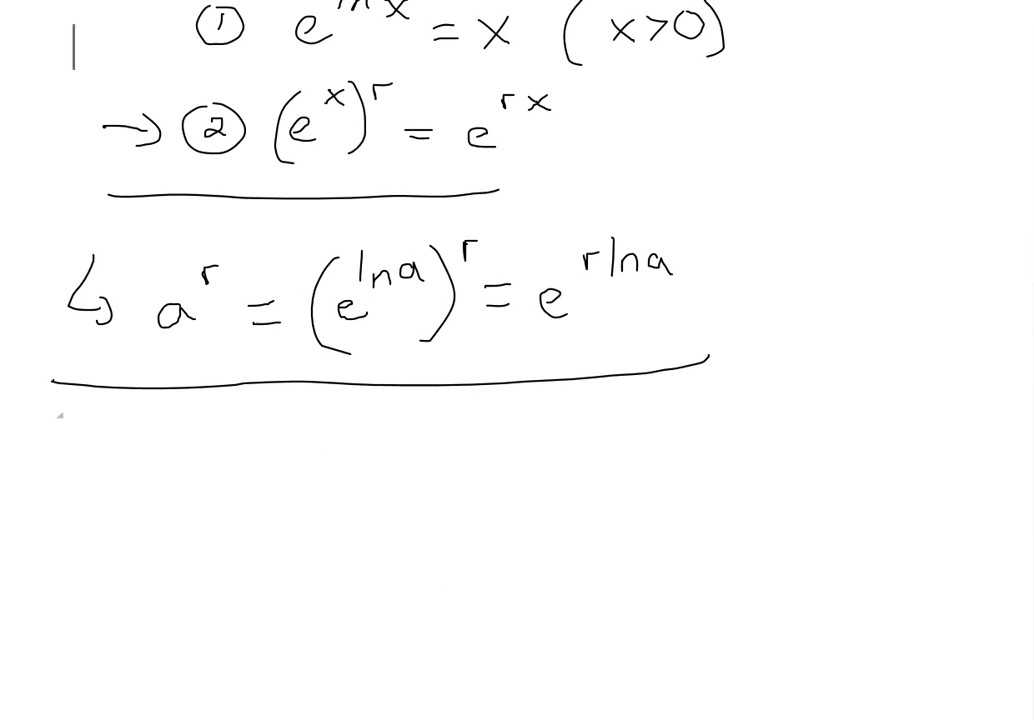 ① e^{ln x} = x (x>0)
→ ② (e^x)^r = e^{rx}
↳ a^r = (e^{ln a})^r = e^{r ln a}